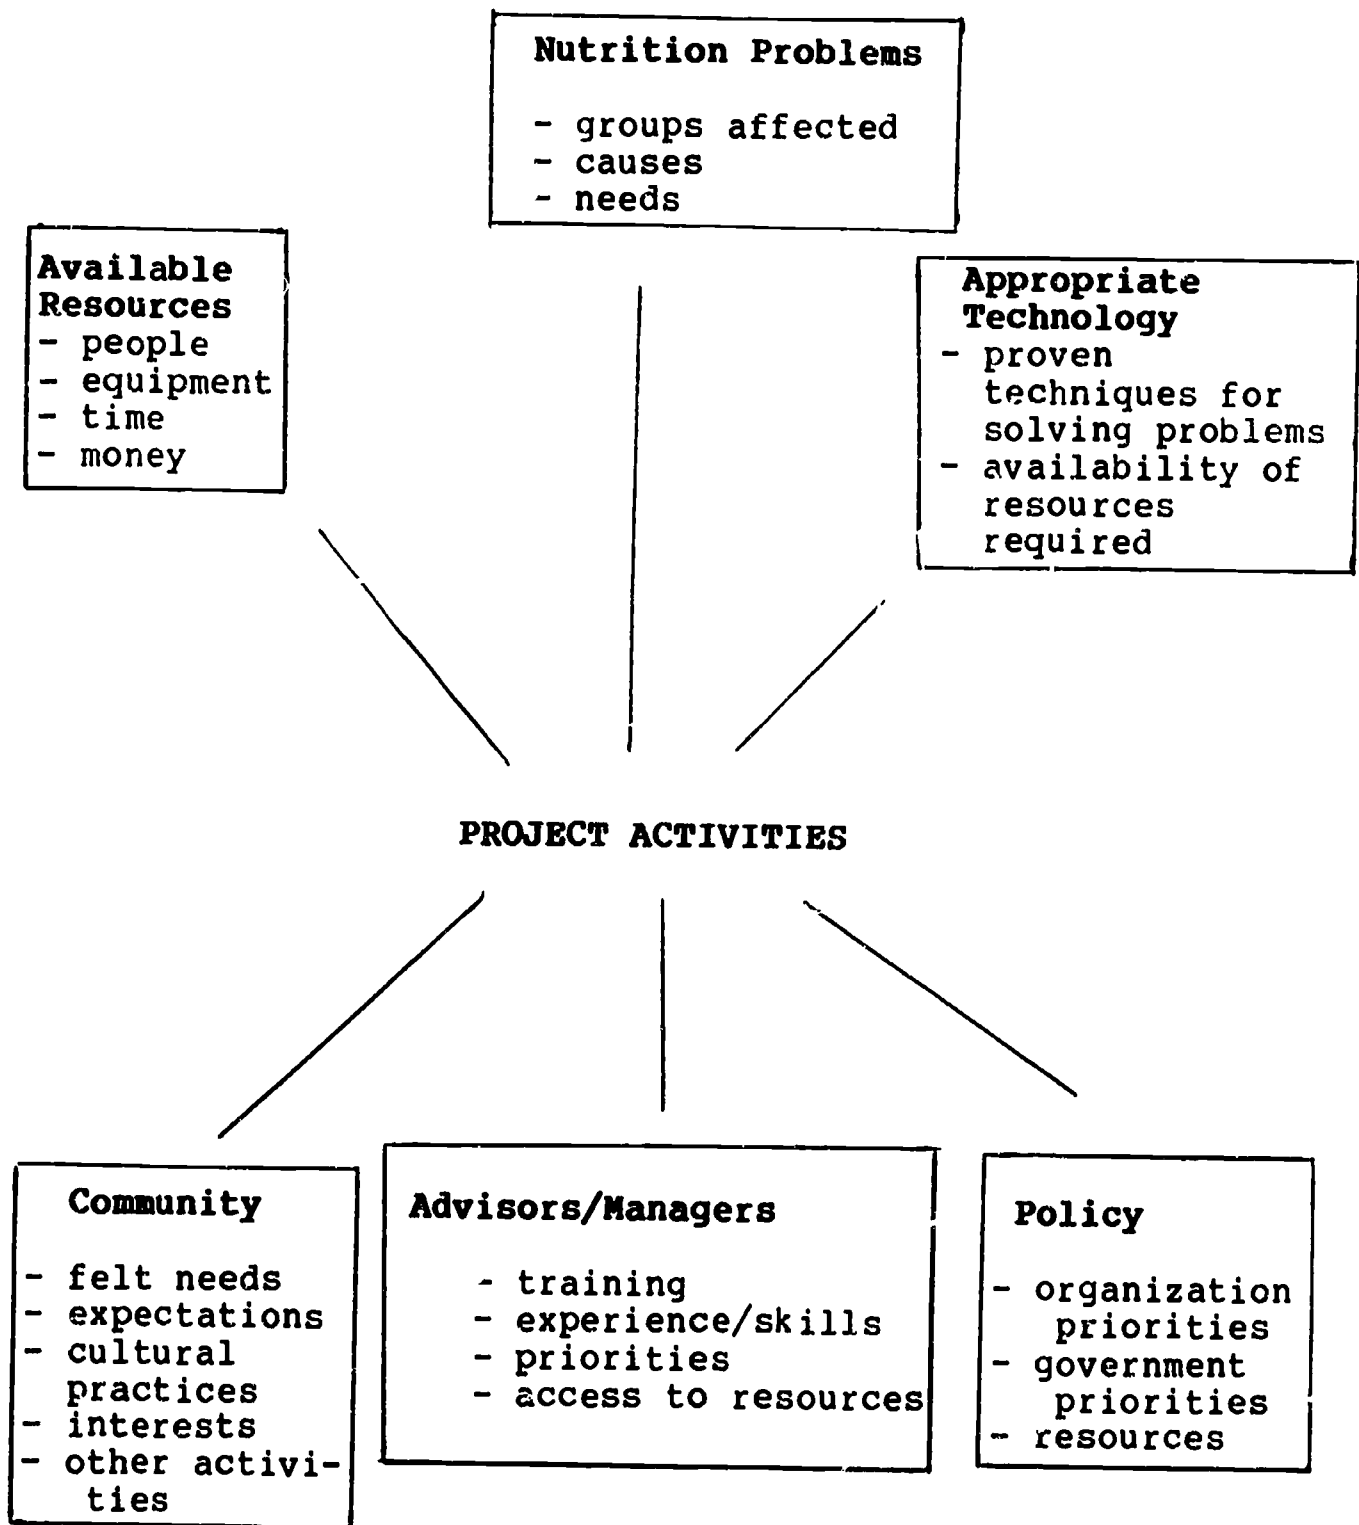 Nutrition Problems
- groups affected
- causes
- needs
Available
Resources
- people
- equipment
- time
- money
Appropriate
Technology
- proven
techniques for
solving problems
- availability of
resources
required
PROJECT ACTIVITIES
Community
- felt needs
- expectations
- cultural
practices
- interests
- other activi-
ties
Advisors/Managers
- training
- experience/skills
- priorities
- access to resources
Policy
- organization
priorities
- government
priorities
- resources